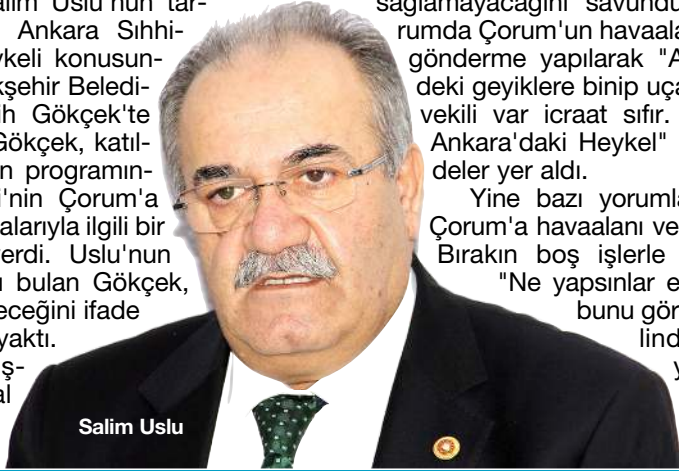 alim Uslu'nun tar-
Ankara Sıhhi-
ykeli konusun-
kşehir Beledi-
ih Gökçek'te
Gökçek, katıl-
n programın-
i'nin Çorum'a
alarıyla ilgili bir
erdi. Uslu'nun
bulan Gökçek,
eceğini ifade
yaktı.
ş-
al
sağlamayacağını savundu
rumda Çorum'un havaala
gönderme yapılarak "A
deki geyiklere binip uça
vekili var icraat sıfır.
Ankara'daki Heykel"
deler yer aldı.
Yine bazı yorumla
Çorum'a havaalanı ve
Bırakın boş işlerle
"Ne yapsınlar e
bunu gör
lind
y
Salim Uslu